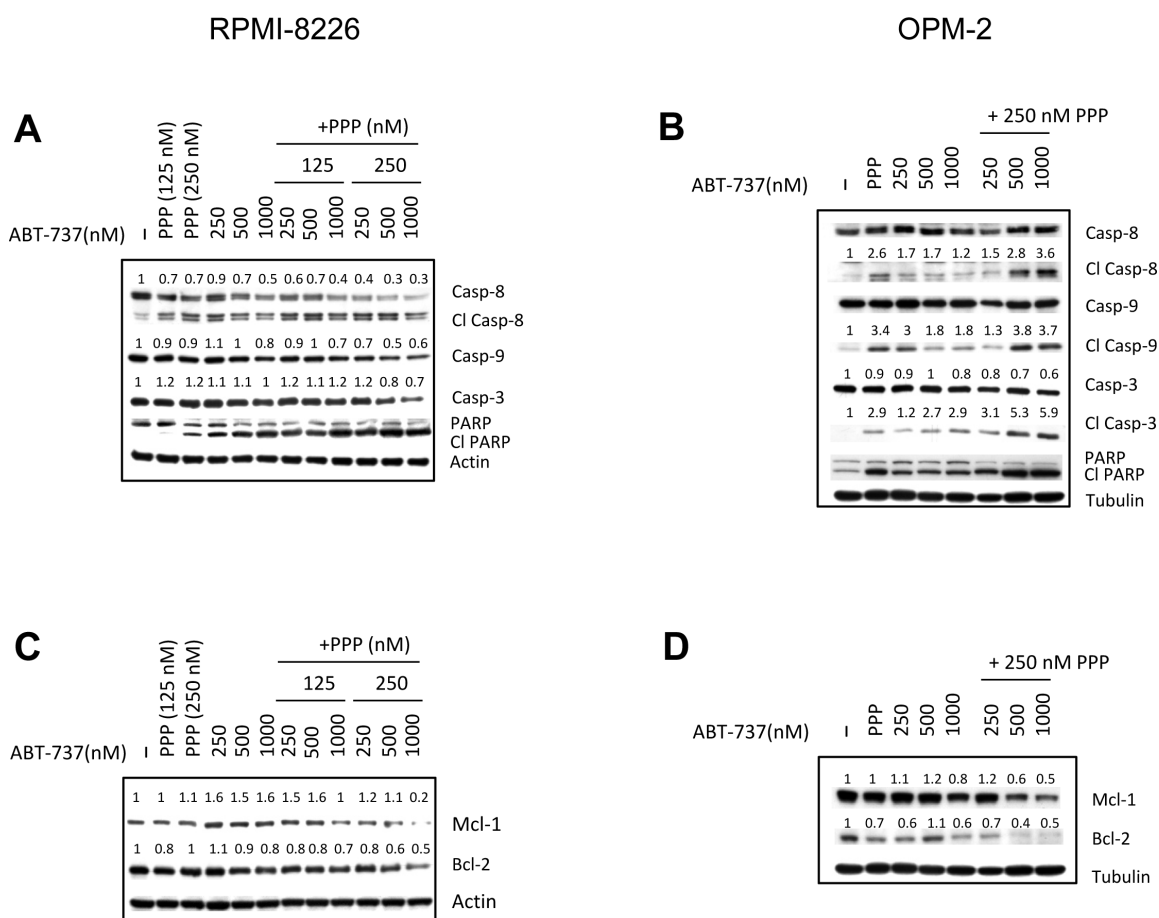 RPMI-8226
OPM-2
A
PPP (125 nM)
PPP (250 nM)
+PPP (nM)
125 250
ABT-737(nM) – 250 500 1000 250 500 1000 250 500 1000
1 0.7 0.7 0.9 0.7 0.5 0.6 0.7 0.4 0.4 0.3 0.3
Casp-8
Cl Casp-8
1 0.9 0.9 1.1 1 0.8 0.9 1 0.7 0.7 0.5 0.6
Casp-9
1 1.2 1.2 1.1 1.1 1 1.2 1.1 1.2 1.2 0.8 0.7
Casp-3
PARP
Cl PARP
Actin
B
+ 250 nM PPP
ABT-737(nM) – PPP 250 500 1000 250 500 1000
Casp-8
1 2.6 1.7 1.7 1.2 1.5 2.8 3.6
Cl Casp-8
Casp-9
1 3.4 3 1.8 1.8 1.3 3.8 3.7
Cl Casp-9
1 0.9 0.9 1 0.8 0.8 0.7 0.6
Casp-3
1 2.9 1.2 2.7 2.9 3.1 5.3 5.9
Cl Casp-3
PARP
Cl PARP
Tubulin
C
PPP (125 nM)
PPP (250 nM)
+PPP (nM)
125 250
ABT-737(nM) – 250 500 1000 250 500 1000 250 500 1000
1 1 1.1 1.6 1.5 1.6 1.5 1.6 1 1.2 1.1 0.2
Mcl-1
1 0.8 1 1.1 0.9 0.8 0.8 0.8 0.7 0.8 0.6 0.5
Bcl-2
Actin
D
+ 250 nM PPP
ABT-737(nM) – PPP 250 500 1000 250 500 1000
1 1 1.1 1.2 0.8 1.2 0.6 0.5
Mcl-1
1 0.7 0.6 1.1 0.6 0.7 0.4 0.5
Bcl-2
Tubulin